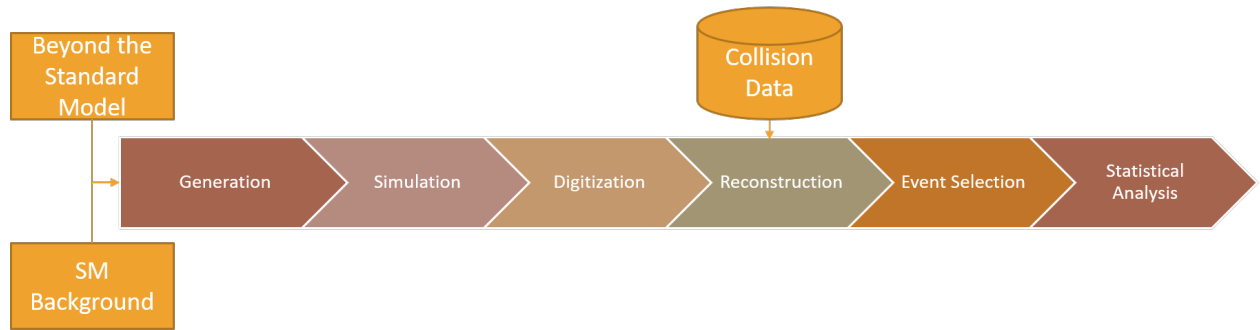 Beyond the
Standard
Model
Collision
Data
Generation
Simulation
Digitization
Reconstruction
Event Selection
Statistical
Analysis
SM
Background